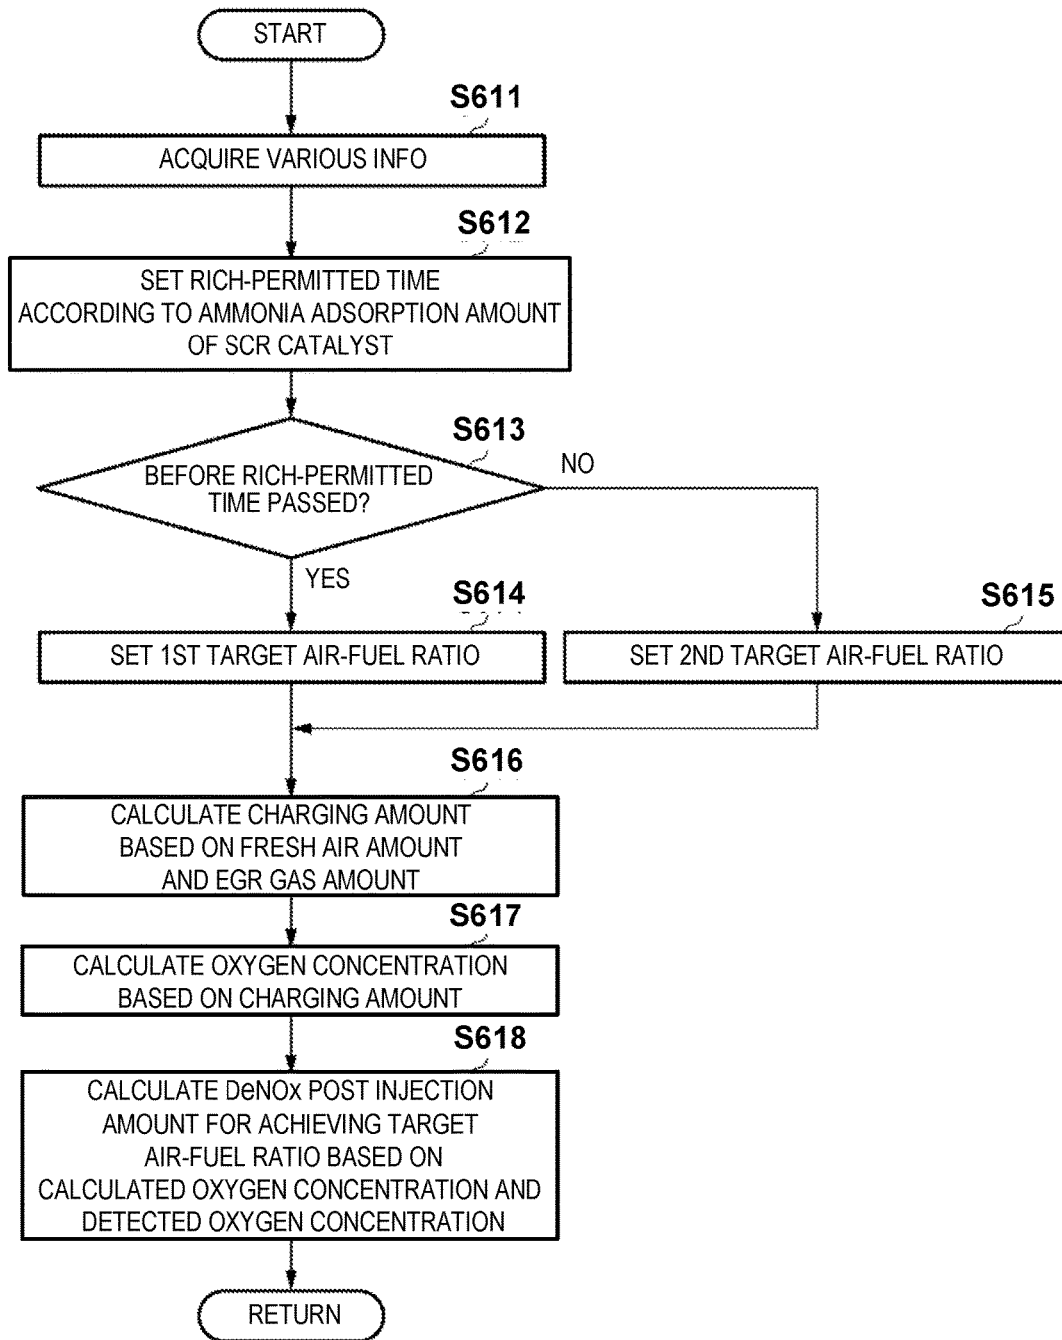 START
S611
ACQUIRE VARIOUS INFO
S612
SET RICH-PERMITTED TIME
ACCORDING TO AMMONIA ADSORPTION AMOUNT
OF SCR CATALYST
S613
BEFORE RICH-PERMITTED
TIME PASSED?
NO
YES
S614
SET 1ST TARGET AIR-FUEL RATIO
S615
SET 2ND TARGET AIR-FUEL RATIO
S616
CALCULATE CHARGING AMOUNT
BASED ON FRESH AIR AMOUNT
AND EGR GAS AMOUNT
S617
CALCULATE OXYGEN CONCENTRATION
BASED ON CHARGING AMOUNT
S618
CALCULATE DeNOx POST INJECTION
AMOUNT FOR ACHIEVING TARGET
AIR-FUEL RATIO BASED ON
CALCULATED OXYGEN CONCENTRATION AND
DETECTED OXYGEN CONCENTRATION
RETURN